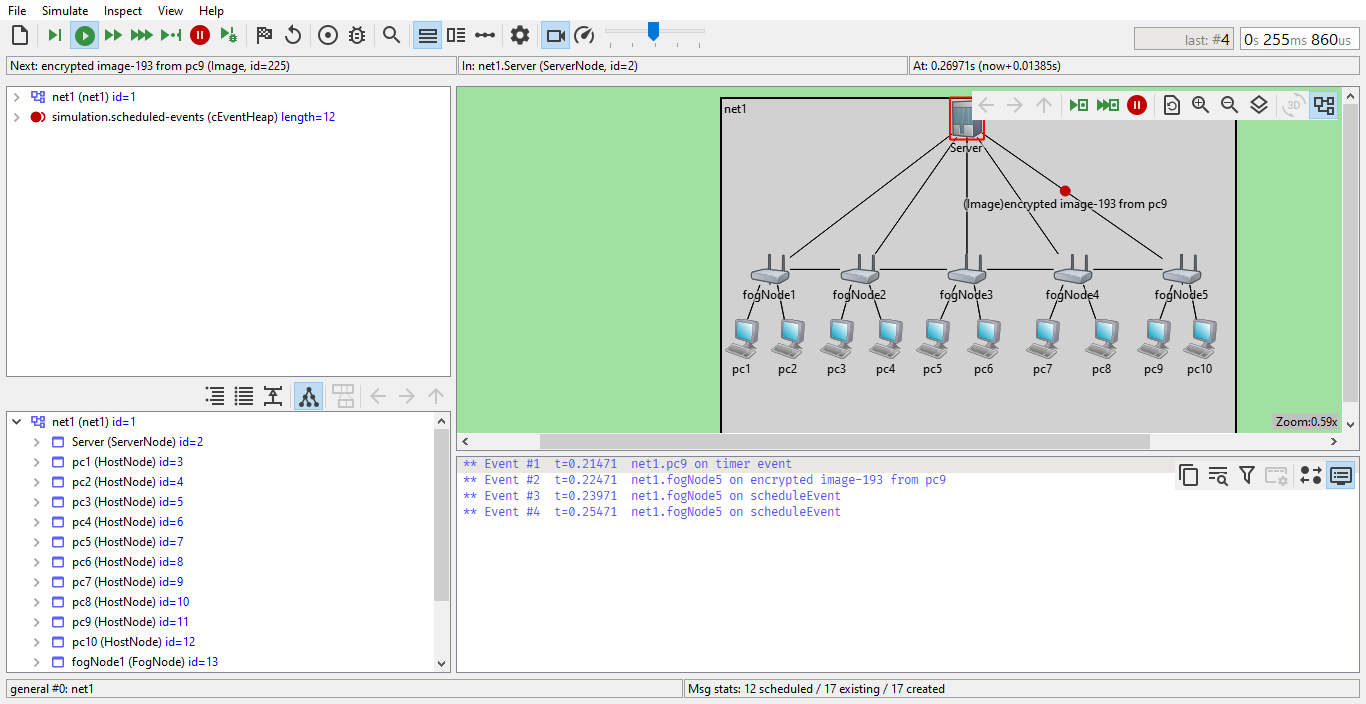 File Simulate Inspect View Help
last: #4 0s 255ms 860us
Next: encrypted image-193 from pc9 (Image, id=225) In: net1.Server (ServerNode, id=2) At: 0.26971s (now+0.01385s)
net1 (net1) id=1
simulation.scheduled-events (cEventHeap) length=12
net1
3D
Server
(Image)encrypted image-193 from pc9
fogNode1 fogNode2 fogNode3 fogNode4 fogNode5
pc1 pc2 pc3 pc4 pc5 pc6 pc7 pc8 pc9 pc10
Zoom:0.59x
net1 (net1) id=1
Server (ServerNode) id=2
pc1 (HostNode) id=3
pc2 (HostNode) id=4
pc3 (HostNode) id=5
pc4 (HostNode) id=6
pc5 (HostNode) id=7
pc6 (HostNode) id=8
pc7 (HostNode) id=9
pc8 (HostNode) id=10
pc9 (HostNode) id=11
pc10 (HostNode) id=12
fogNode1 (FogNode) id=13
** Event #1 t=0.21471 net1.pc9 on timer event
** Event #2 t=0.22471 net1.fogNode5 on encrypted image-193 from pc9
** Event #3 t=0.23971 net1.fogNode5 on scheduleEvent
** Event #4 t=0.25471 net1.fogNode5 on scheduleEvent
general #0: net1 Msg stats: 12 scheduled / 17 existing / 17 created